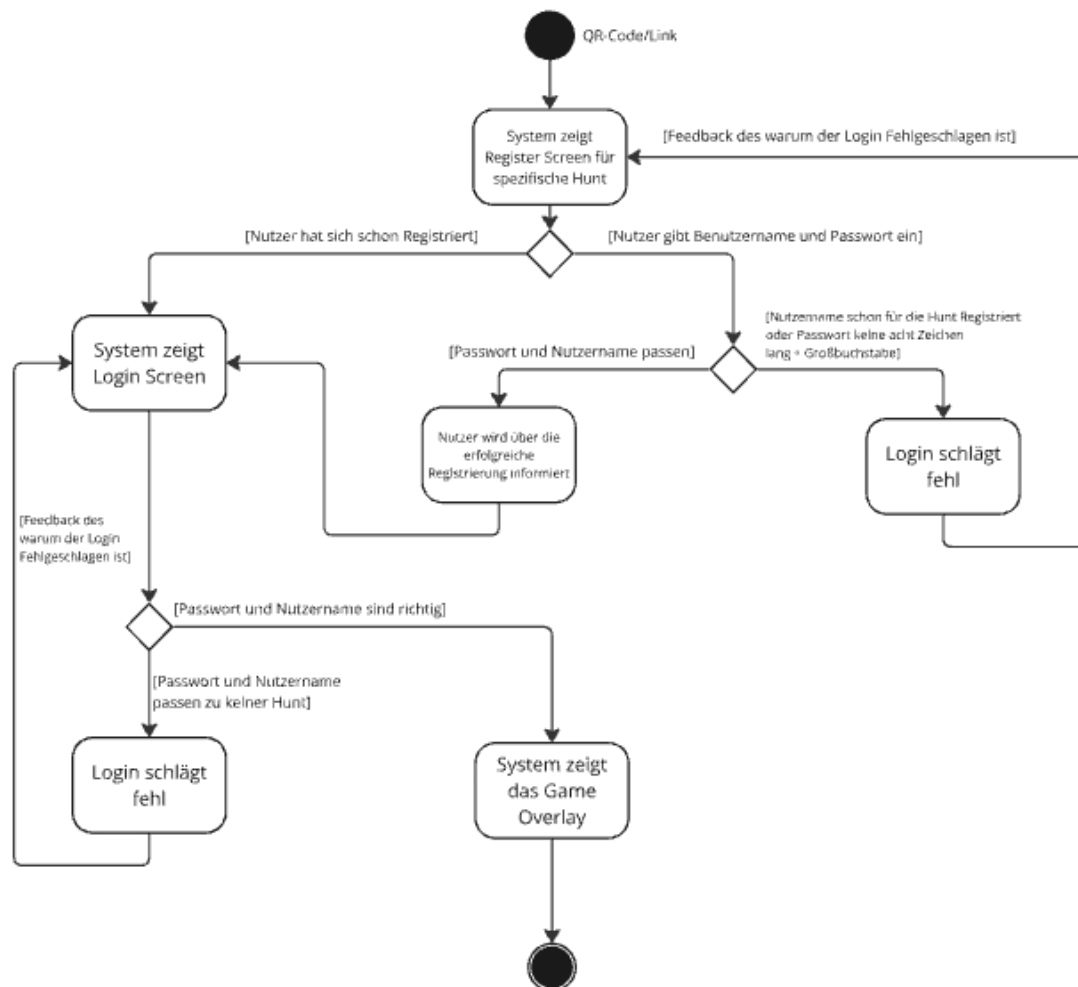 QR-Code/Link
System zeigt
Register Screen für
spezifische Hunt
[Feedback des warum der Login Fehlgeschlagen ist]
[Nutzer hat sich schon Registriert]
[Nutzer gibt Benutzername und Passwort ein]
System zeigt
Login Screen
[Passwort und Nutzername passen]
[Nutzername schon für die Hunt Registriert
oder Passwort keine acht Zeichen
lang + Großbuchstabe]
Nutzer wird über die
erfolgreiche
Registrierung informiert
Login schlägt
fehl
[Feedback des
warum der Login
Fehlgeschlagen ist]
[Passwort und Nutzername sind richtig]
[Passwort und Nutzername
passen zu keiner Hunt]
Login schlägt
fehl
System zeigt
das Game
Overlay